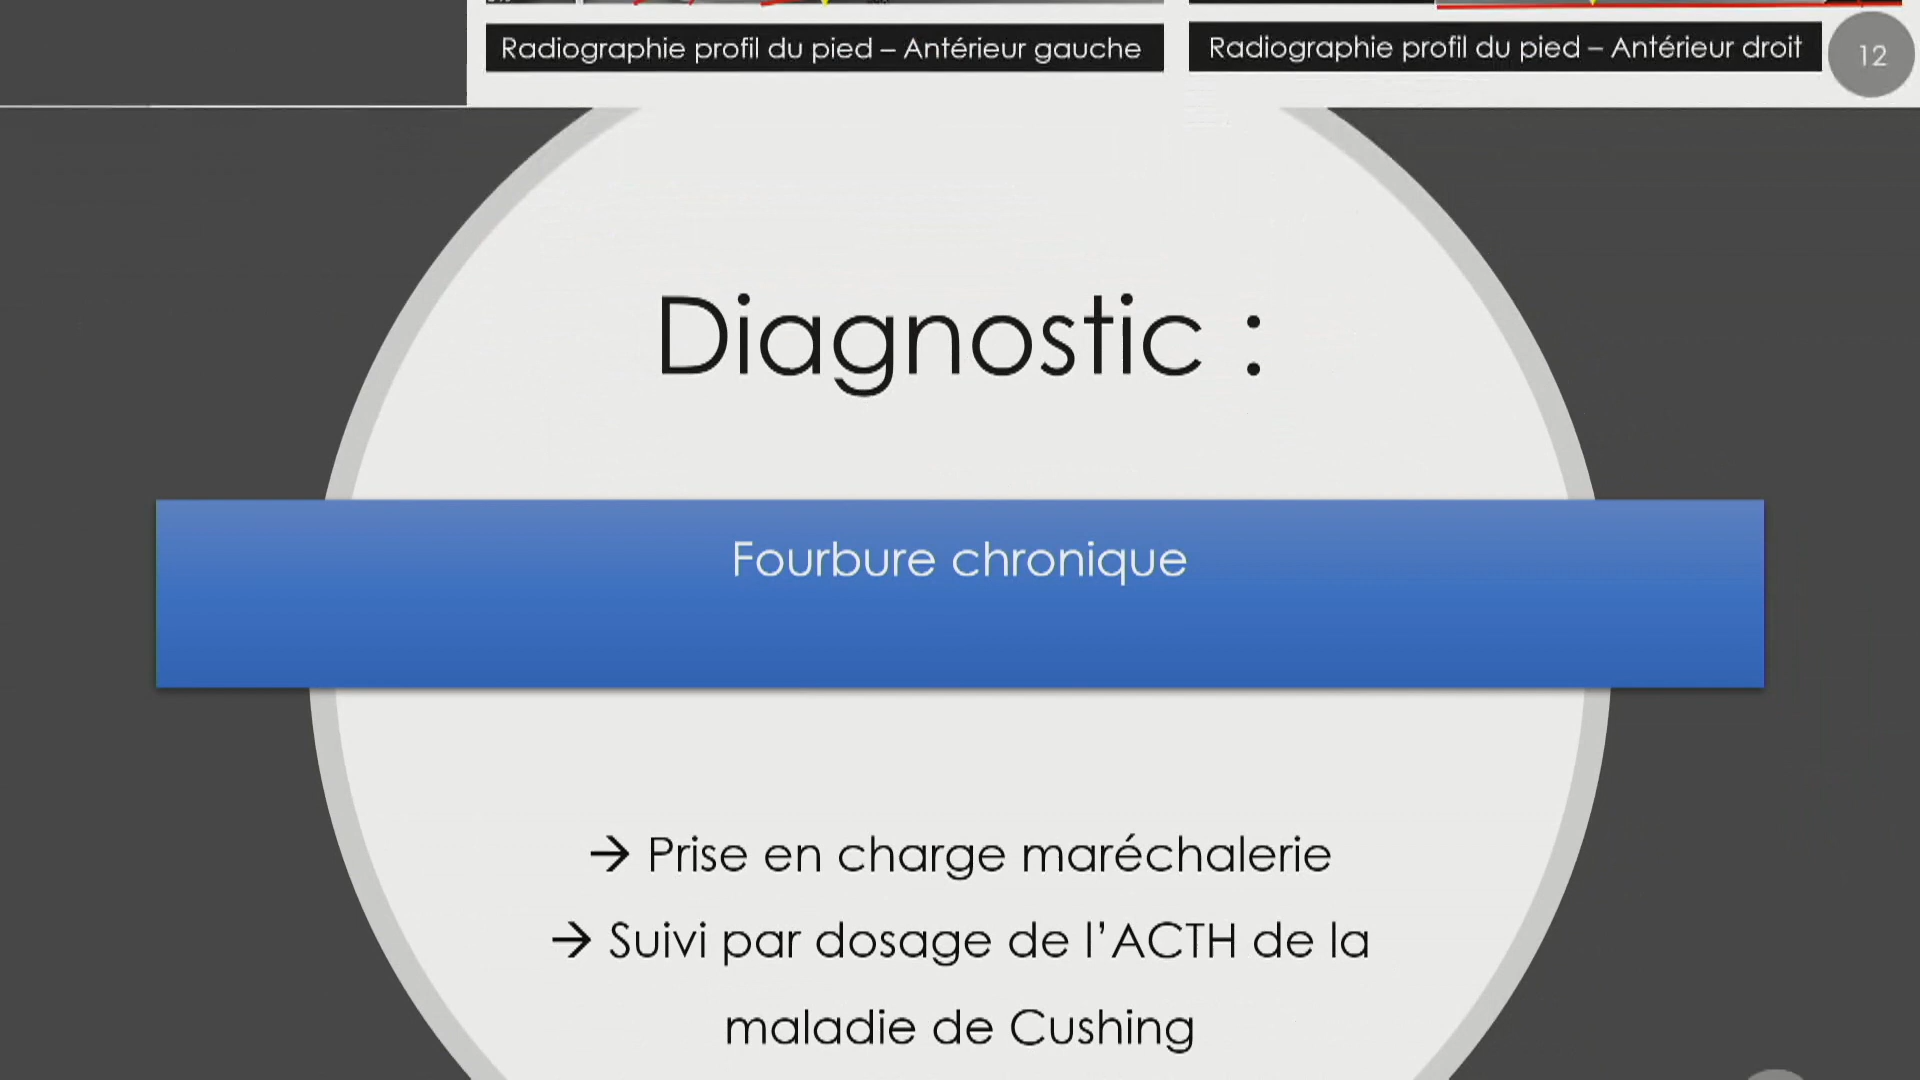 Radiographie profil du pied – Antérieur gauche
Radiographie profil du pied – Antérieur droit
12
Diagnostic :
Fourbure chronique
→ Prise en charge maréchalerie
→ Suivi par dosage de l’ACTH de la
maladie de Cushing